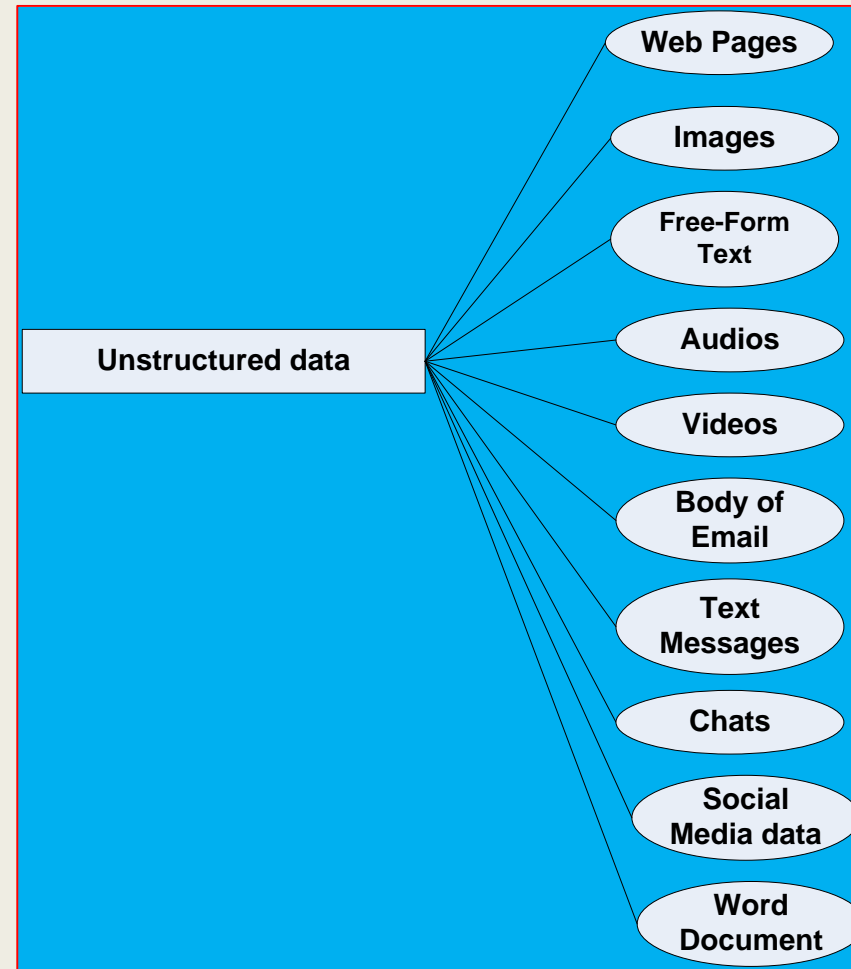 Web Pages
Images
Free-Form
Text
Unstructured data
Audios
Videos
Body of
Email
Text
Messages
Chats
Social
Media data
Word
Document